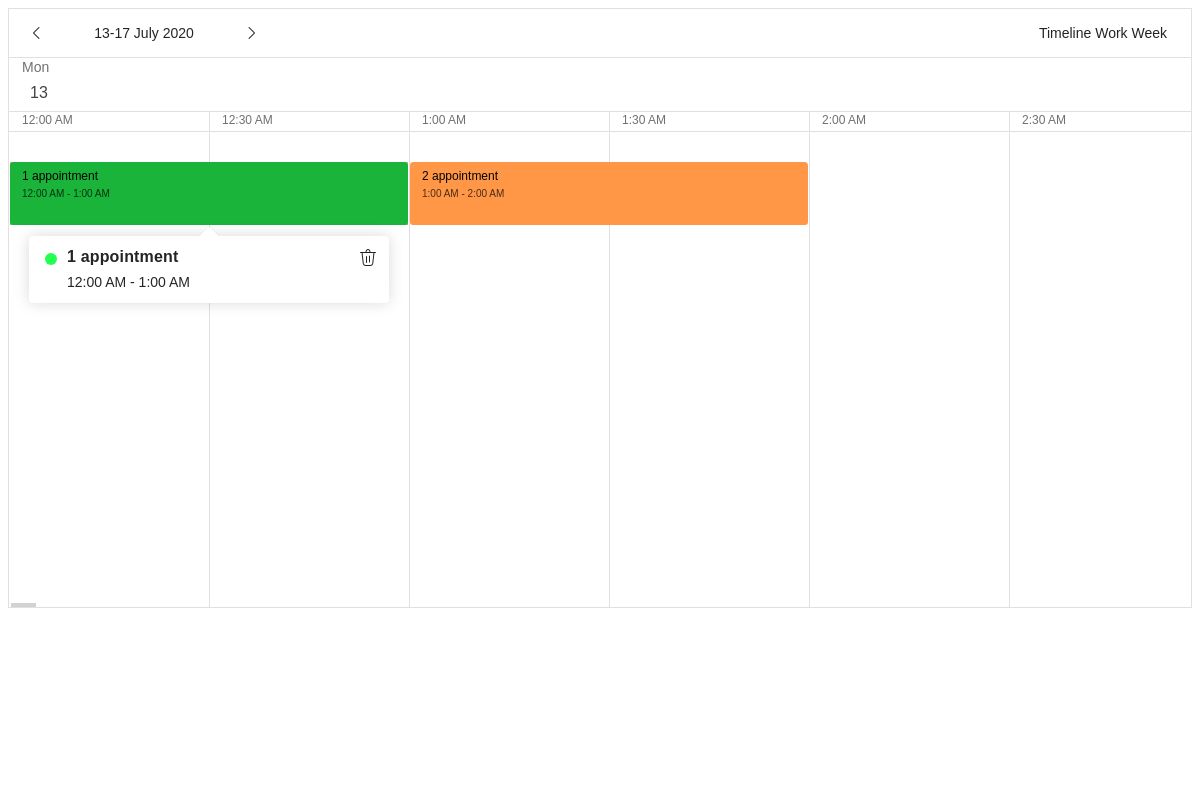 13-17 July 2020
Timeline Work Week
Mon
13
12:00 AM
12:30 AM
1:00 AM
1:30 AM
2:00 AM
2:30 AM
1 appointment
12:00 AM - 1:00 AM
2 appointment
1:00 AM - 2:00 AM
1 appointment
12:00 AM - 1:00 AM